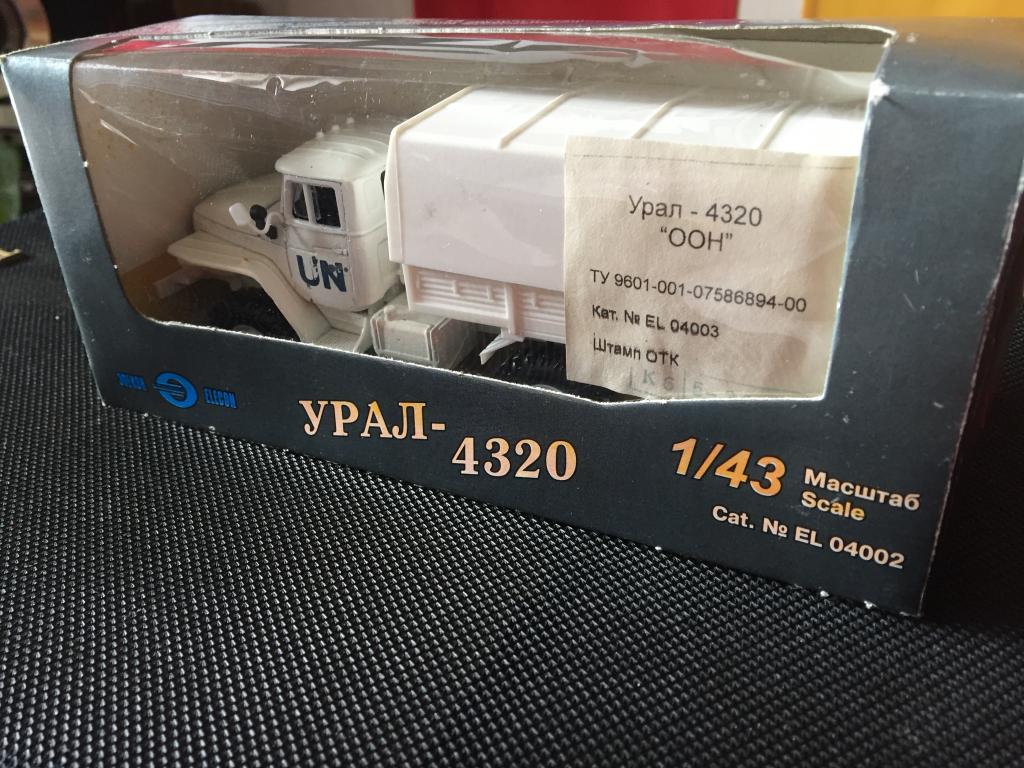 UN
Урал - 4320
"ООН"
ТУ 9601-001-07586894-00
Кат. № EL 04003
Штамп ОТК
ЭЛЕКОН
ELECON
УРАЛ-
4320
1/43
Масштаб
Scale
Cat. № EL 04002